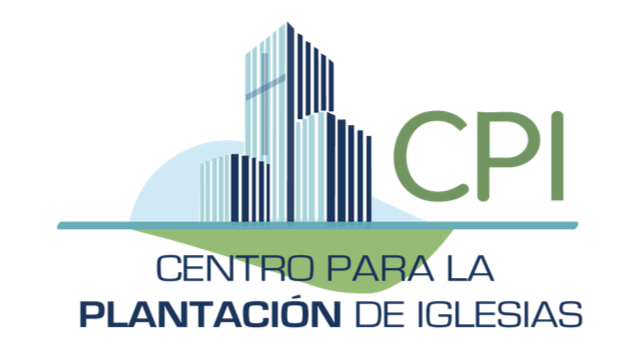 CPI
CENTRO PARA LA
PLANTACIÓN DE IGLESIAS